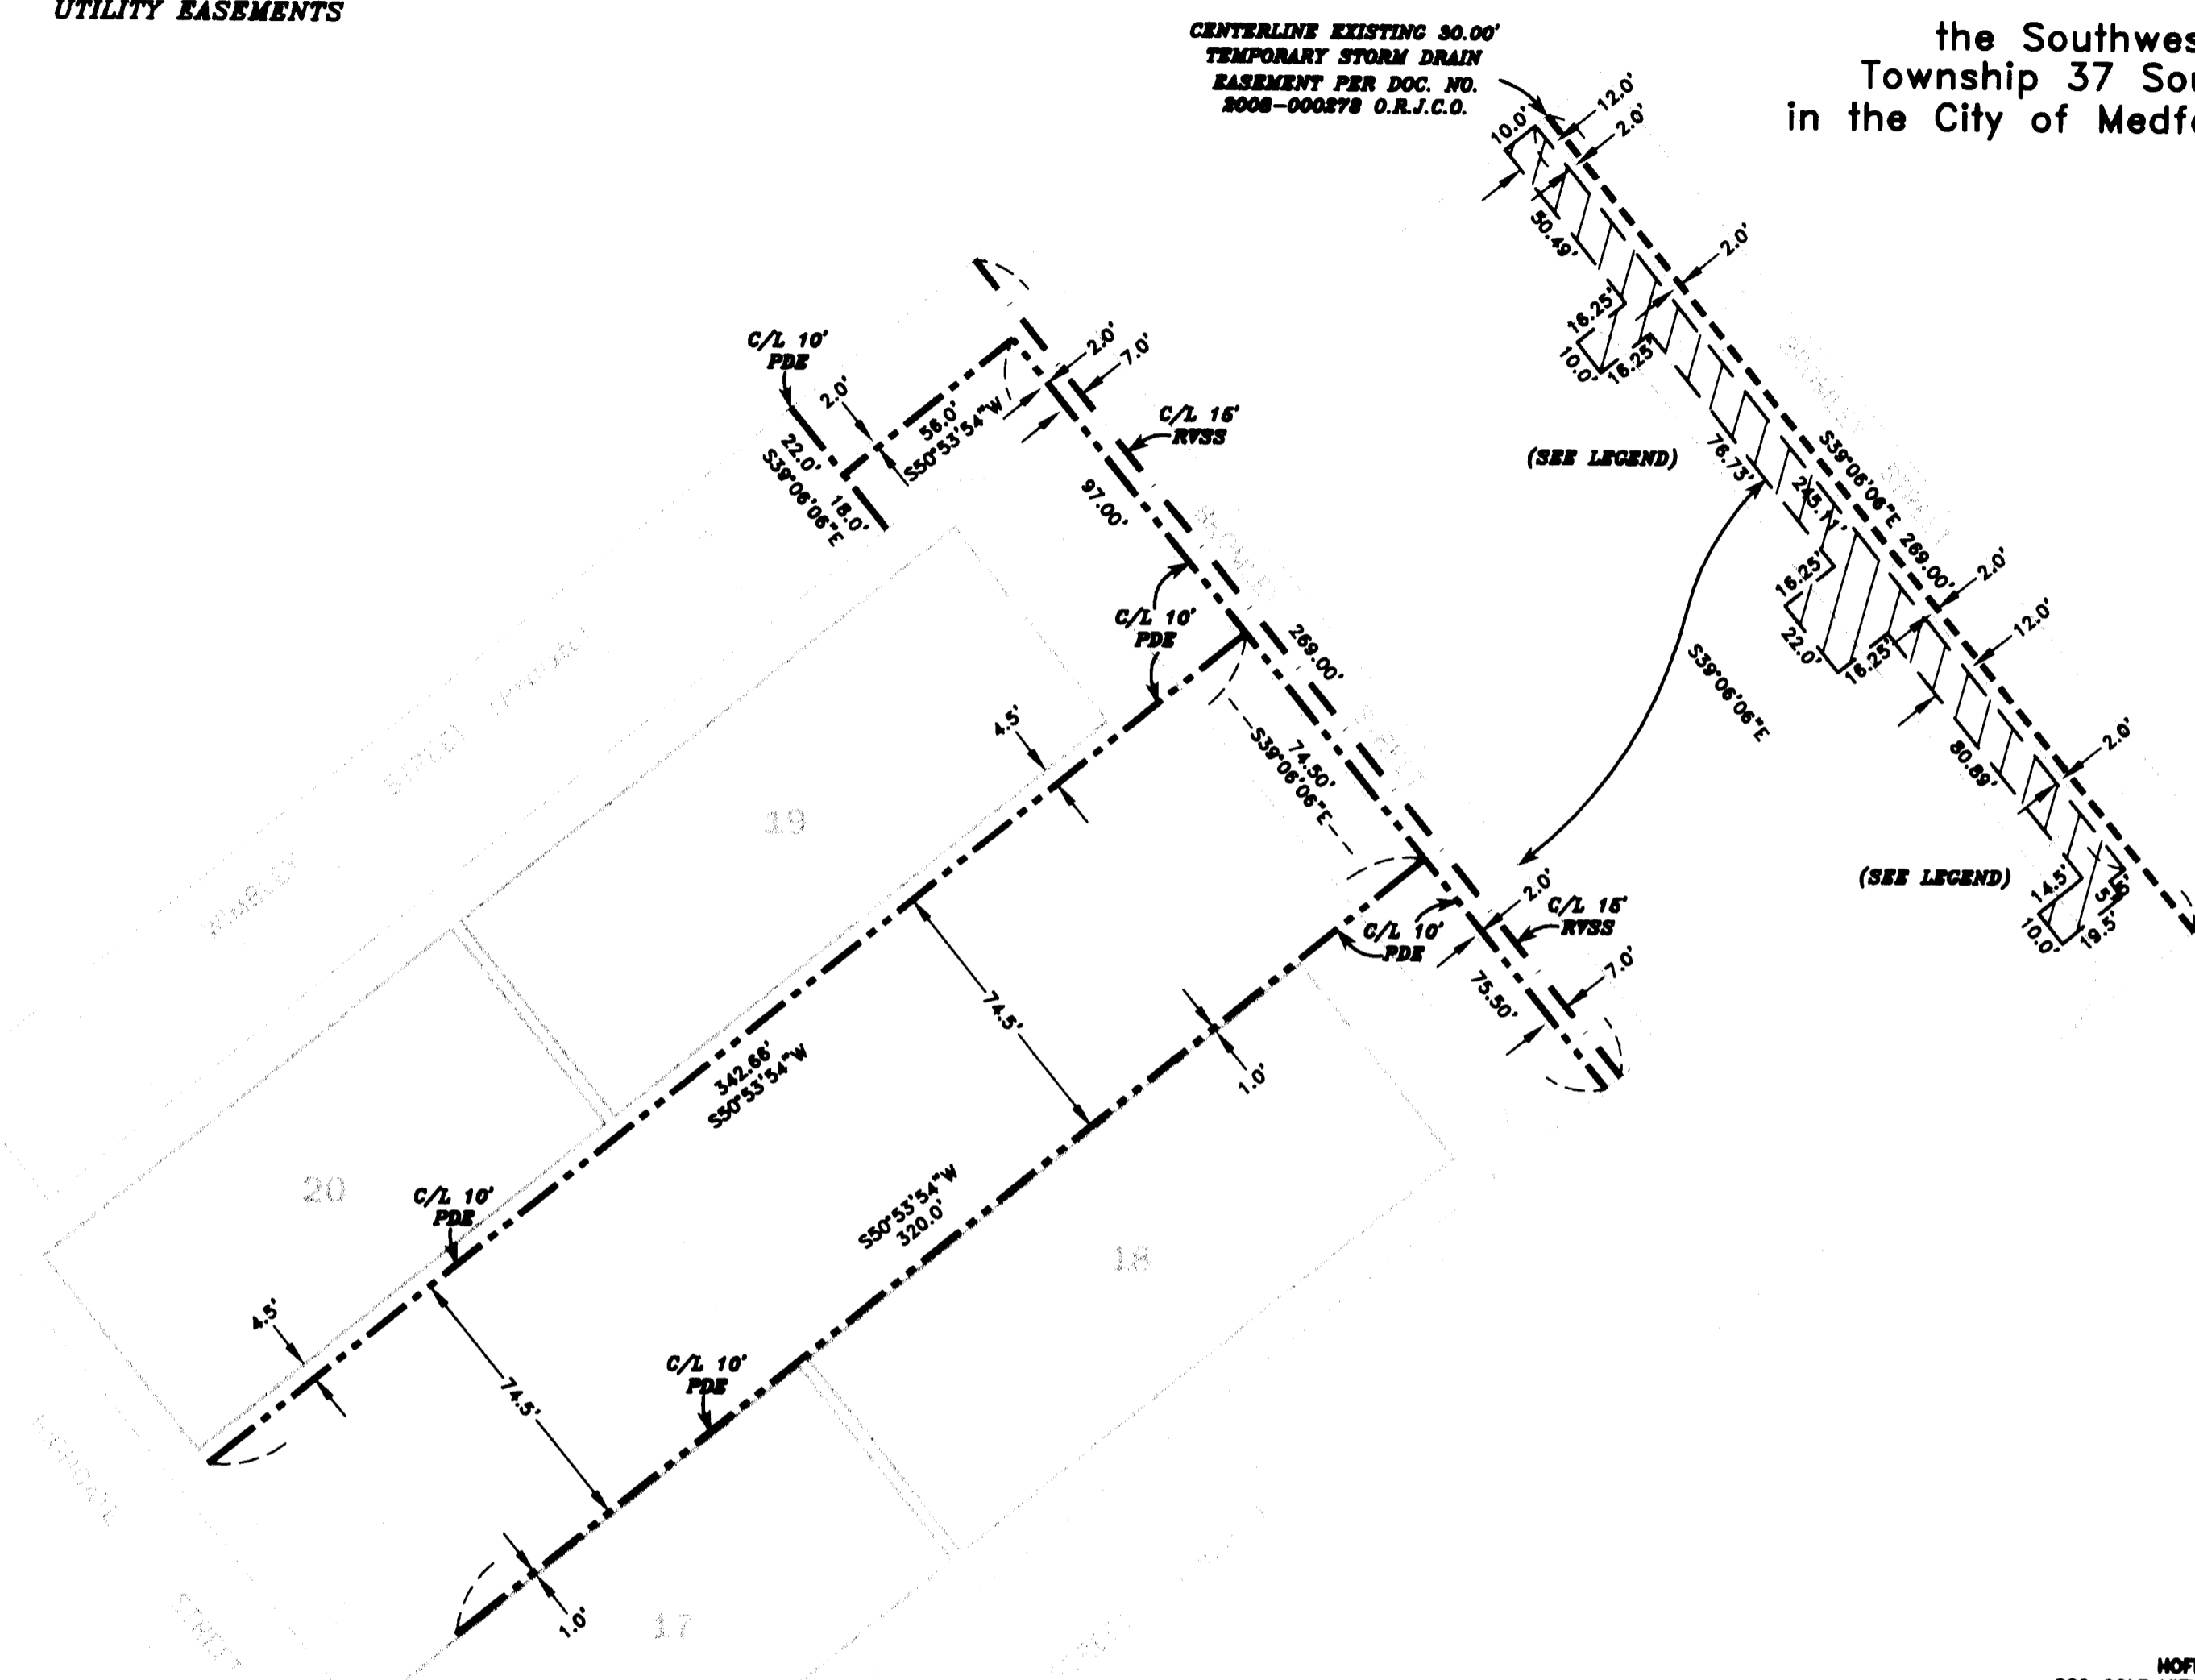 UTILITY EASEMENTS
CENTERLINE EXISTING 30.00'
TEMPORARY STORM DRAIN
EASEMENT PER DOC. NO.
2008-000278 O.R.J.C.O.
the Southwes
Township 37 Sou
in the City of Medfo
10.0'
12.0'
2.0'
50.49'
2.0'
16.25'
10.0'
16.25'
STREET
(SEE LEGEND)
76.73'
245.11'
S39°06'06"E
269.00'
2.0'
12.0'
16.25'
22.0'
16.25'
S39°06'06"E
80.89'
2.0'
(SEE LEGEND)
14.5'
10.0'
19.5'
C/L 10'
PDE
2.0'
56.0'
S50°53'54"W
22.0'
S39°06'06"E
18.0'
2.0'
7.0'
C/L 15'
RVSS
97.00'
C/L 10'
PDE
269.00'
74.50'
S39°06'06"E
4.5'
STREET
19
C/L 10'
PDE
2.0'
C/L 15'
RVSS
7.0'
75.50'
74.5'
342.66'
S50°53'54"W
1.0'
S50°53'54"W
320.0'
20
C/L 10'
PDE
18
4.5'
74.5'
C/L 10'
PDE
STREET
1.0'
17
HOF